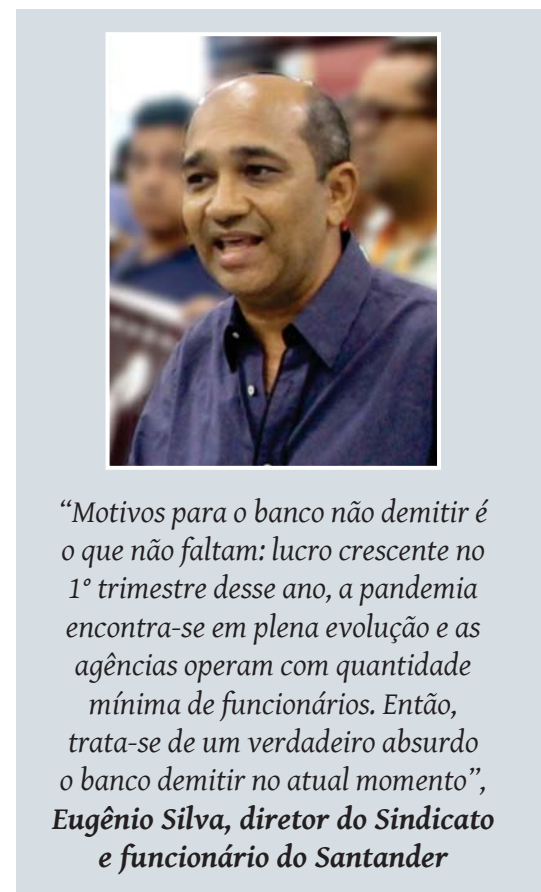 “Motivos para o banco não demitir é
o que não faltam: lucro crescente no
1° trimestre desse ano, a pandemia
encontra-se em plena evolução e as
agências operam com quantidade
mínima de funcionários. Então,
trata-se de um verdadeiro absurdo
o banco demitir no atual momento”,
Eugênio Silva, diretor do Sindicato
e funcionário do Santander